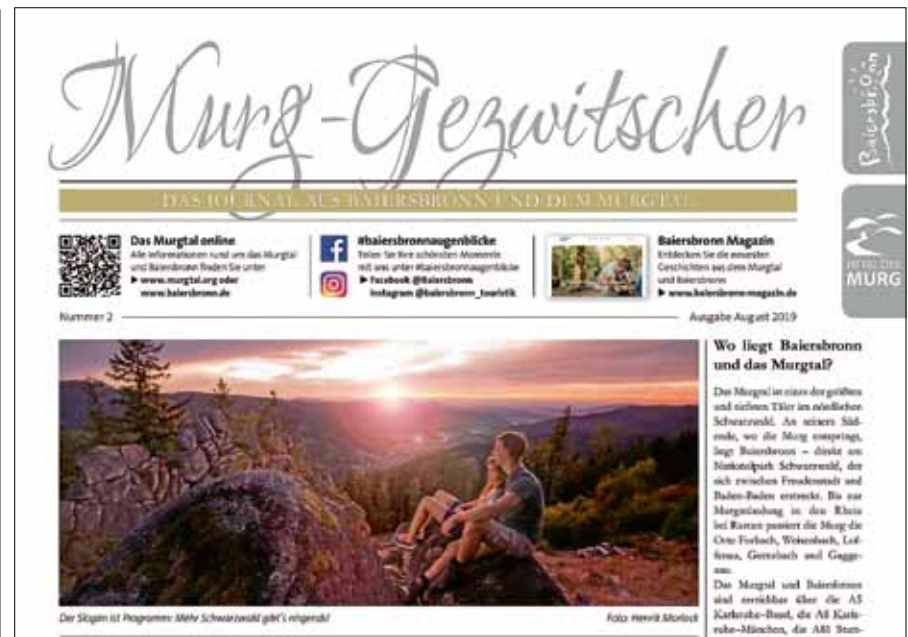 Murg-Gezwitscher
DAS JOURNAL AUS BAIERSBRONN UND DEM MURGTAL
Baiersbronn
MURG
Das Murgtal online
Alle Informationen rund um das Murgtal
und Baiersbronn finden Sie unter
▶ www.murgtal.org oder
www.baiersbronn.de
#baiersbronnaugenblicke
Teilen Sie Ihre schönsten Momente
mit uns unter #baiersbronnaugenblicke
▶ Facebook @Baiersbronn
Instagram @baiersbronn_touristik
Baiersbronn Magazin
Entdecken Sie die neuesten
Geschichten aus dem Murgtal
und Baiersbronn
▶ www.baiersbronn-magazin.de
Nummer 2
Ausgabe August 2019
Der Slogan ist Programm: Mehr Schwarzwald gibt's nirgends!
Foto:
Wo liegt Baiersbronn
und das Murgtal?
Das Murgtal ist eines der größten
und tiefsten Täler im nördlichen
Schwarzwald. An seinem Süd-
ende, wo die Murg entspringt,
liegt Baiersbronn – direkt am
Nationalpark Schwarzwald, der
sich zwischen Freudenstadt und
Baden-Baden erstreckt. Bis zur
Murgmündung in den Rhein
bei Rastatt passiert die Murg die
Orte Forbach, Weisenbach, Lof-
fenau, Gernsbach und Gagge-
nau.
Das Murgtal und Baiersbronn
sind erreichbar über die A5
Karlsruhe–Basel, die A8 Karls-
ruhe–München, die A81 Stutt-